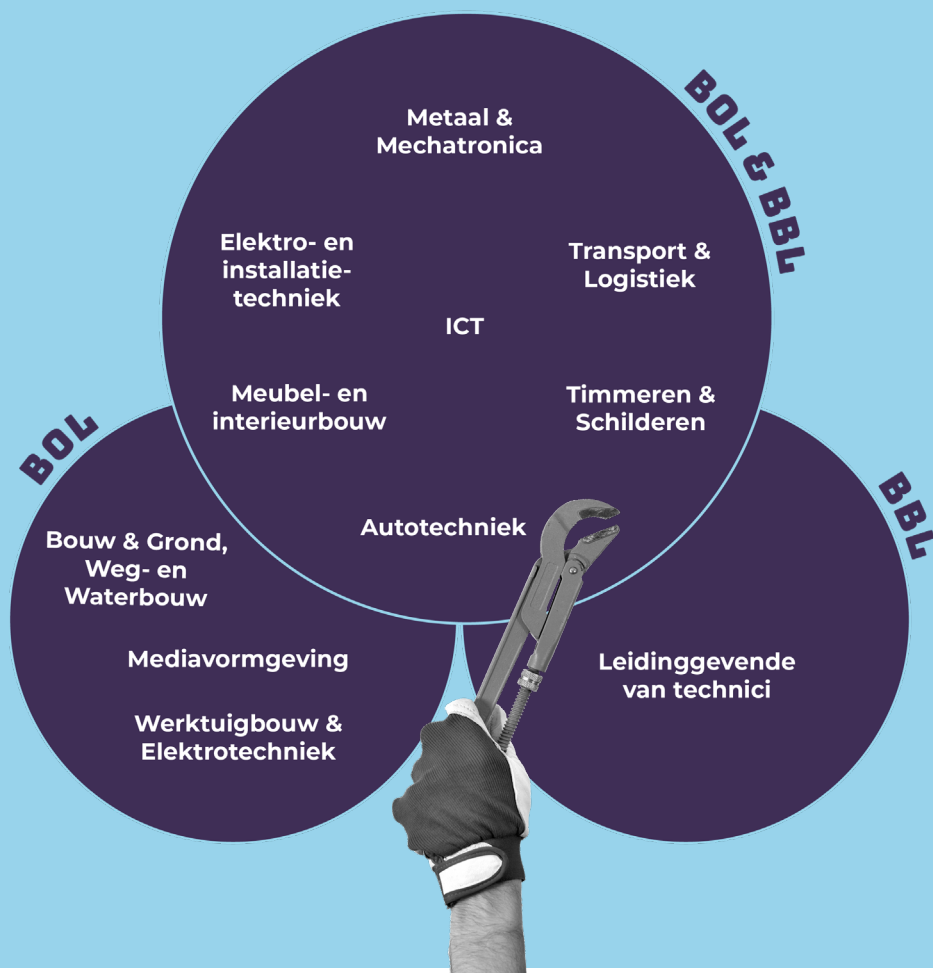 BOL & BBL
Metaal &
Mechatronica
Elektro- en
installatie-
techniek
Transport &
Logistiek
ICT
Meubel- en
interieurbouw
Timmeren &
Schilderen
Autotechniek
BOL
Bouw & Grond,
Weg- en
Waterbouw
Mediavormgeving
Werktuigbouw &
Elektrotechniek
BBL
Leidinggevende
van technici